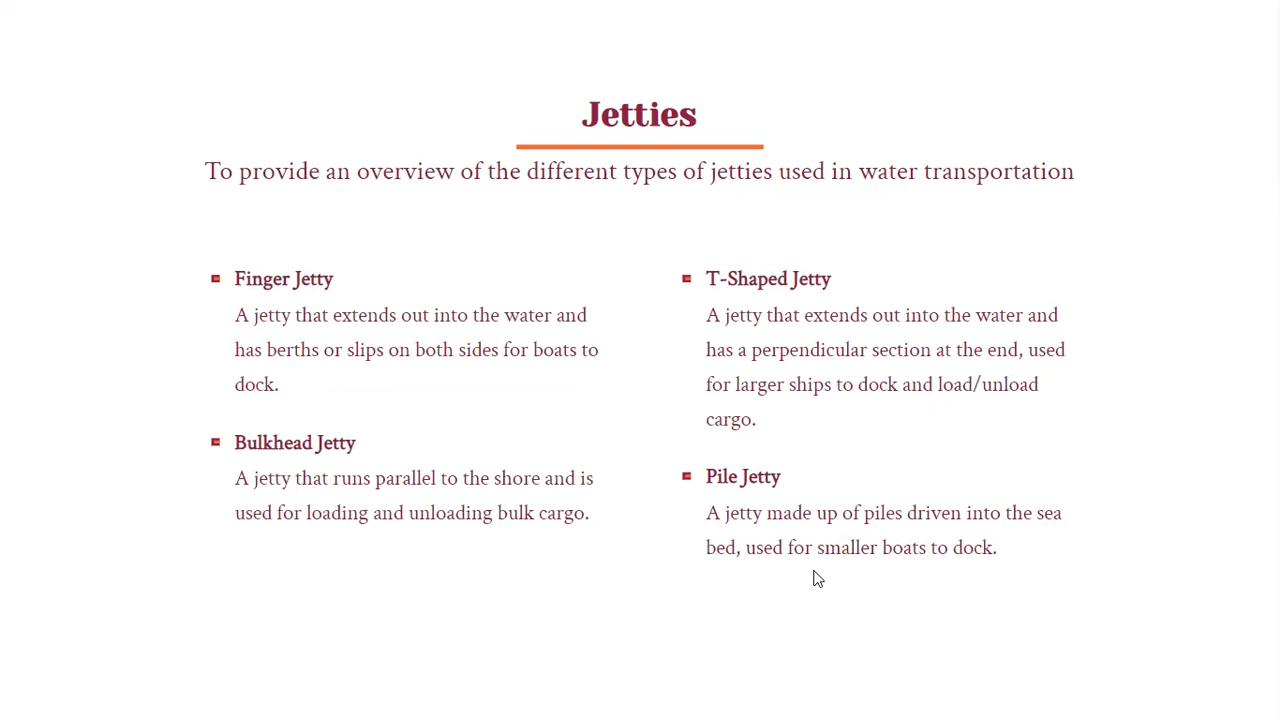 Jetties
To provide an overview of the different types of jetties used in water transportation
Finger Jetty
A jetty that extends out into the water and
has berths or slips on both sides for boats to
dock.
Bulkhead Jetty
A jetty that runs parallel to the shore and is
used for loading and unloading bulk cargo.
T-Shaped Jetty
A jetty that extends out into the water and
has a perpendicular section at the end, used
for larger ships to dock and load/unload
cargo.
Pile Jetty
A jetty made up of piles driven into the sea
bed, used for smaller boats to dock.